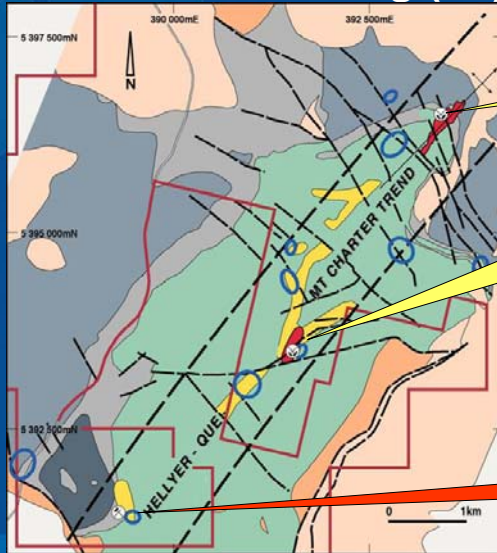 390 000mE
392 500mE
5 397 500mN
N
5 395 000mN
MT CHARTER TREND
5 392 500mN
HELLYER - QUE
0
1km